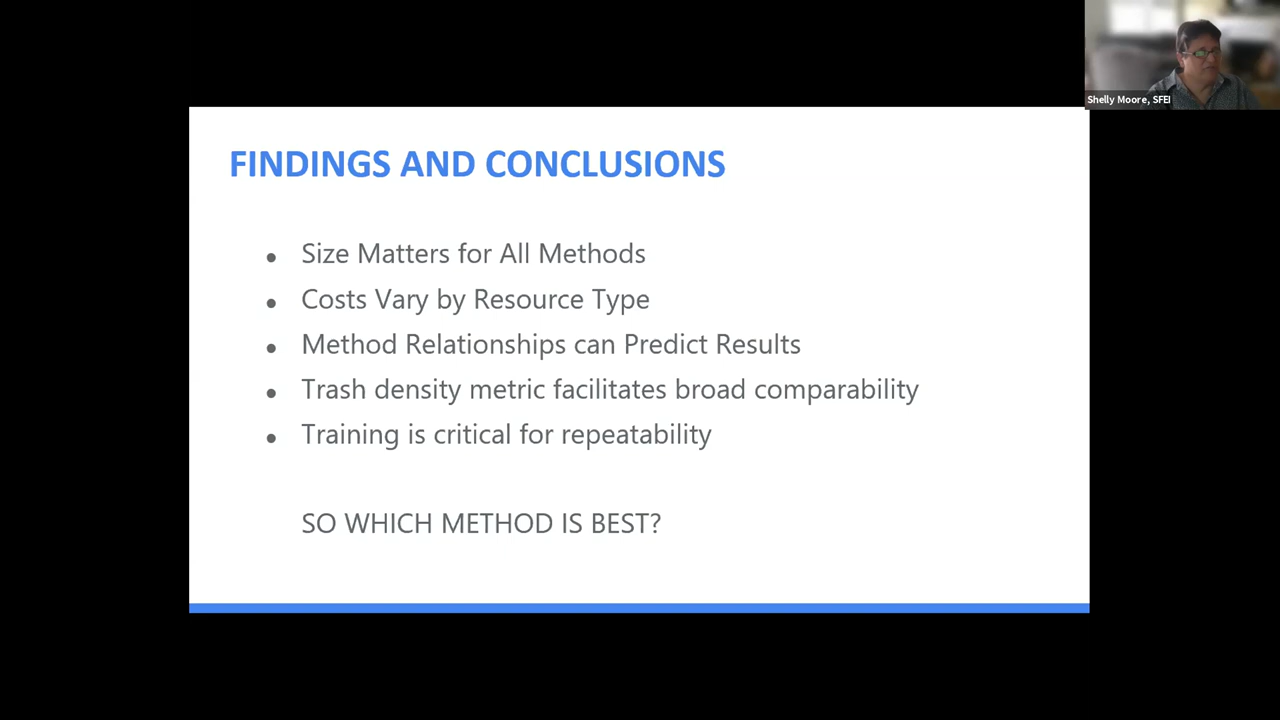 Shelly Moore, SFEI
FINDINGS AND CONCLUSIONS
● Size Matters for All Methods
● Costs Vary by Resource Type
● Method Relationships can Predict Results
● Trash density metric facilitates broad comparability
● Training is critical for repeatability
SO WHICH METHOD IS BEST?